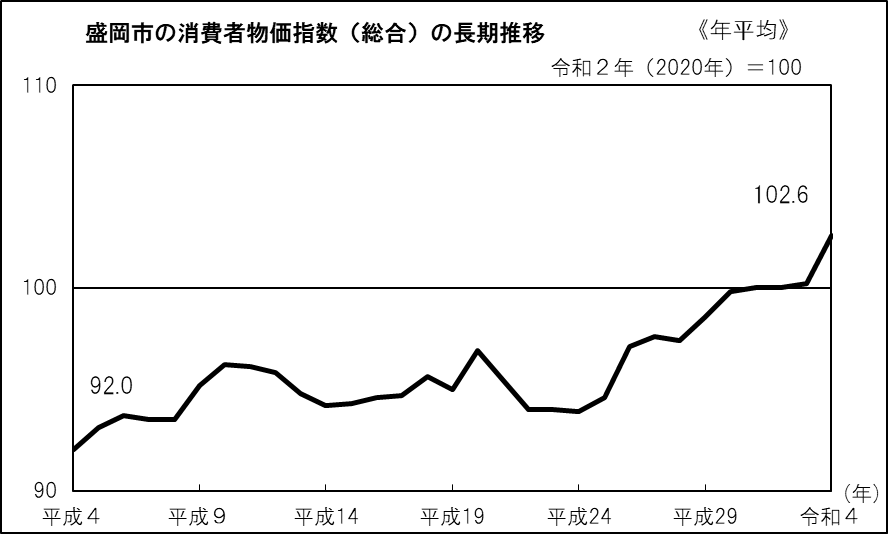 盛岡市の消費者物価指数（総合）の長期推移
《年平均》
令和２年（2020年）＝100
110
102.6
100
92.0
90
（年）
平成４ 平成９ 平成14 平成19 平成24 平成29 令和４